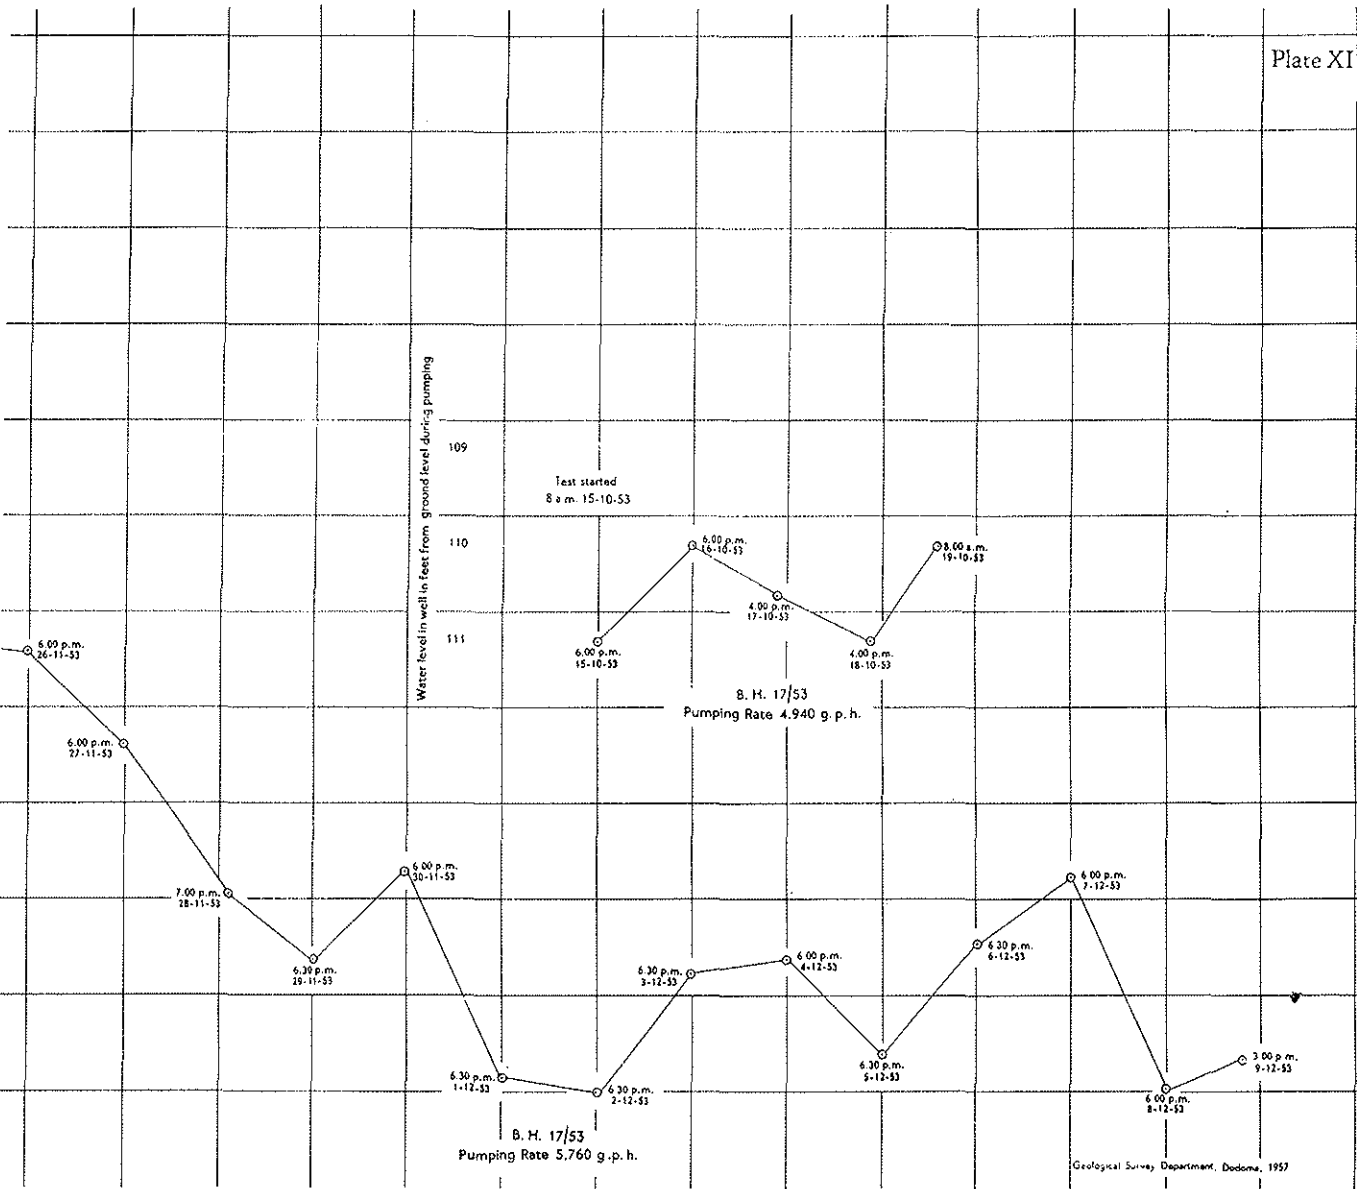 Plate XI
Water level in well in feet from ground level during pumping
109
110
111
Test started
8 a m. 15-10-53
6.00 p.m.
15-10-53
6.00 p.m.
16-10-53
4.00 p.m.
17-10-53
4.00 p.m.
18-10-53
8.00 a.m.
19-10-53
B. H. 17/53
Pumping Rate 4.940 g.p.h.
6.00 p.m.
26-11-53
6.00 p.m.
27-11-53
7.00 p.m.
28-11-53
6.30 p.m.
29-11-53
6 00 p.m.
30-11-53
6.30 p.m.
1-12-53
6 30 p.m.
2-12-53
6.30 p.m.
3-12-53
6 00 p.m.
4-12-53
6.30 p.m.
5-12-53
6 30 p.m.
6-12-53
6 00 p.m.
7-12-53
6 00 p.m.
8-12-53
3 00 p.m.
9-12-53
B. H. 17/53
Pumping Rate 5,760 g.p.h.
Geological Survey Department, Dodoma, 1957